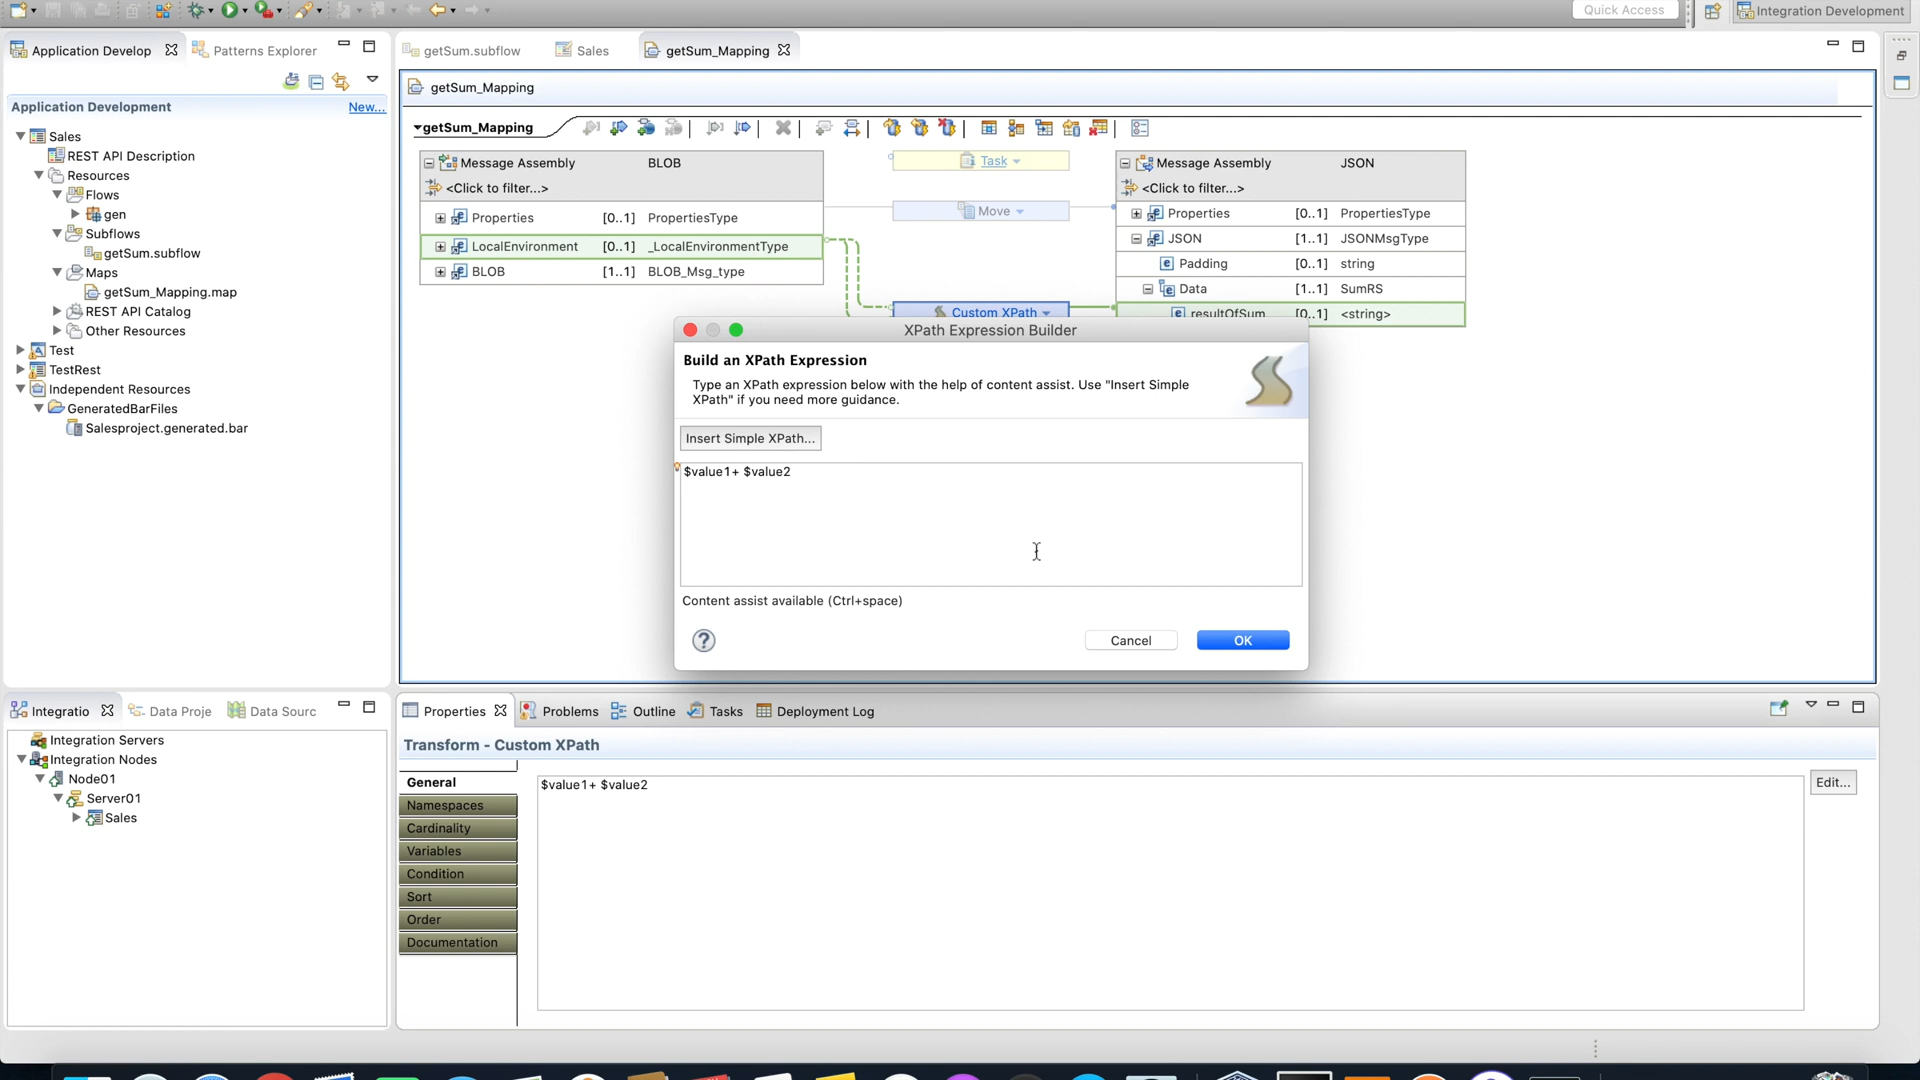 Quick Access
Integration Development
Application Develop
Patterns Explorer
getSum.subflow
Sales
getSum_Mapping
Application Development
New...
Sales
REST API Description
Resources
Flows
gen
Subflows
getSum.subflow
Maps
getSum_Mapping.map
REST API Catalog
Other Resources
Test
TestRest
Independent Resources
GeneratedBarFiles
Salesproject.generated.bar
getSum_Mapping
getSum_Mapping
Message Assembly BLOB
<Click to filter...>
Properties [0..1] PropertiesType
LocalEnvironment [0..1] _LocalEnvironmentType
BLOB [1..1] BLOB_Msg_type
Task
Move
Custom XPath
Message Assembly JSON
<Click to filter...>
Properties [0..1] PropertiesType
JSON [1..1] JSONMsgType
Padding [0..1] string
Data [1..1] SumRS
resultOfSum [0..1] <string>
XPath Expression Builder
Build an XPath Expression
Type an XPath expression below with the help of content assist. Use "Insert Simple
XPath" if you need more guidance.
Insert Simple XPath...
$value1+ $value2
Content assist available (Ctrl+space)
?
Cancel
OK
Integratio
Data Proje
Data Sourc
Integration Servers
Integration Nodes
Node01
Server01
Sales
Properties
Problems
Outline
Tasks
Deployment Log
Transform - Custom XPath
General
Namespaces
Cardinality
Variables
Condition
Sort
Order
Documentation
$value1+ $value2
Edit...